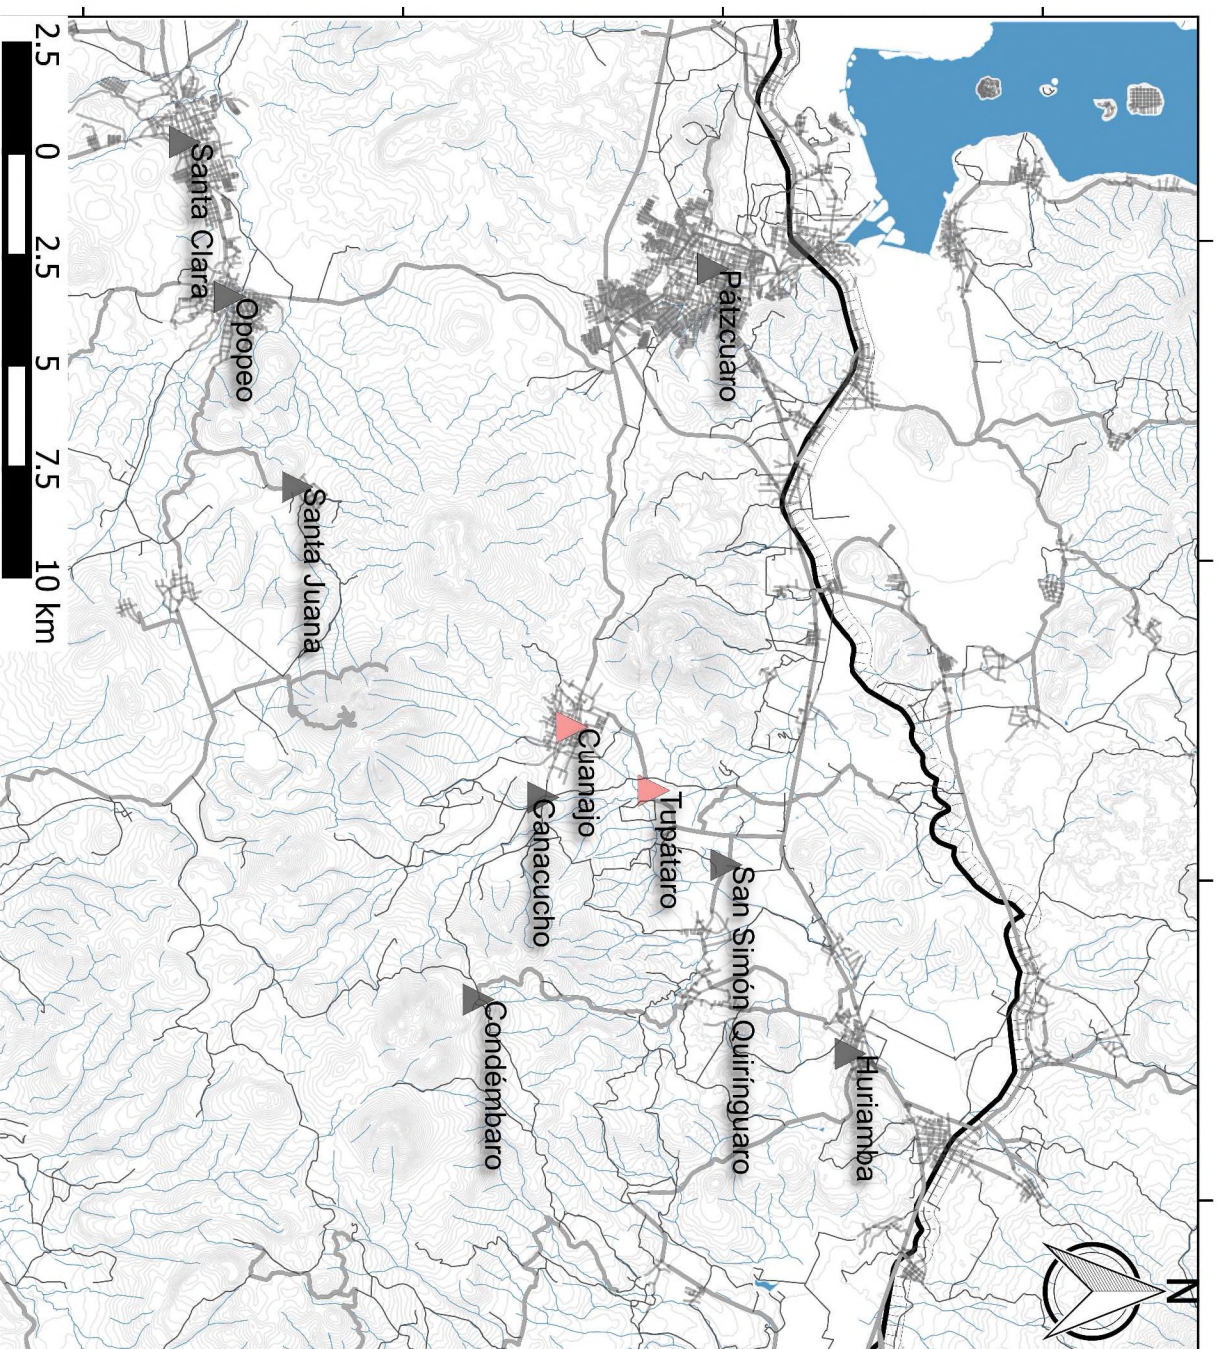 N
Pátzcuaro
Huriamba
San Simón Quirínguaro
Tupátaro
Cuanajo
Canacucho
Condémbaro
Santa Juana
Opopeo
Santa Clara
2.5 0 2.5 5 7.5 10 km